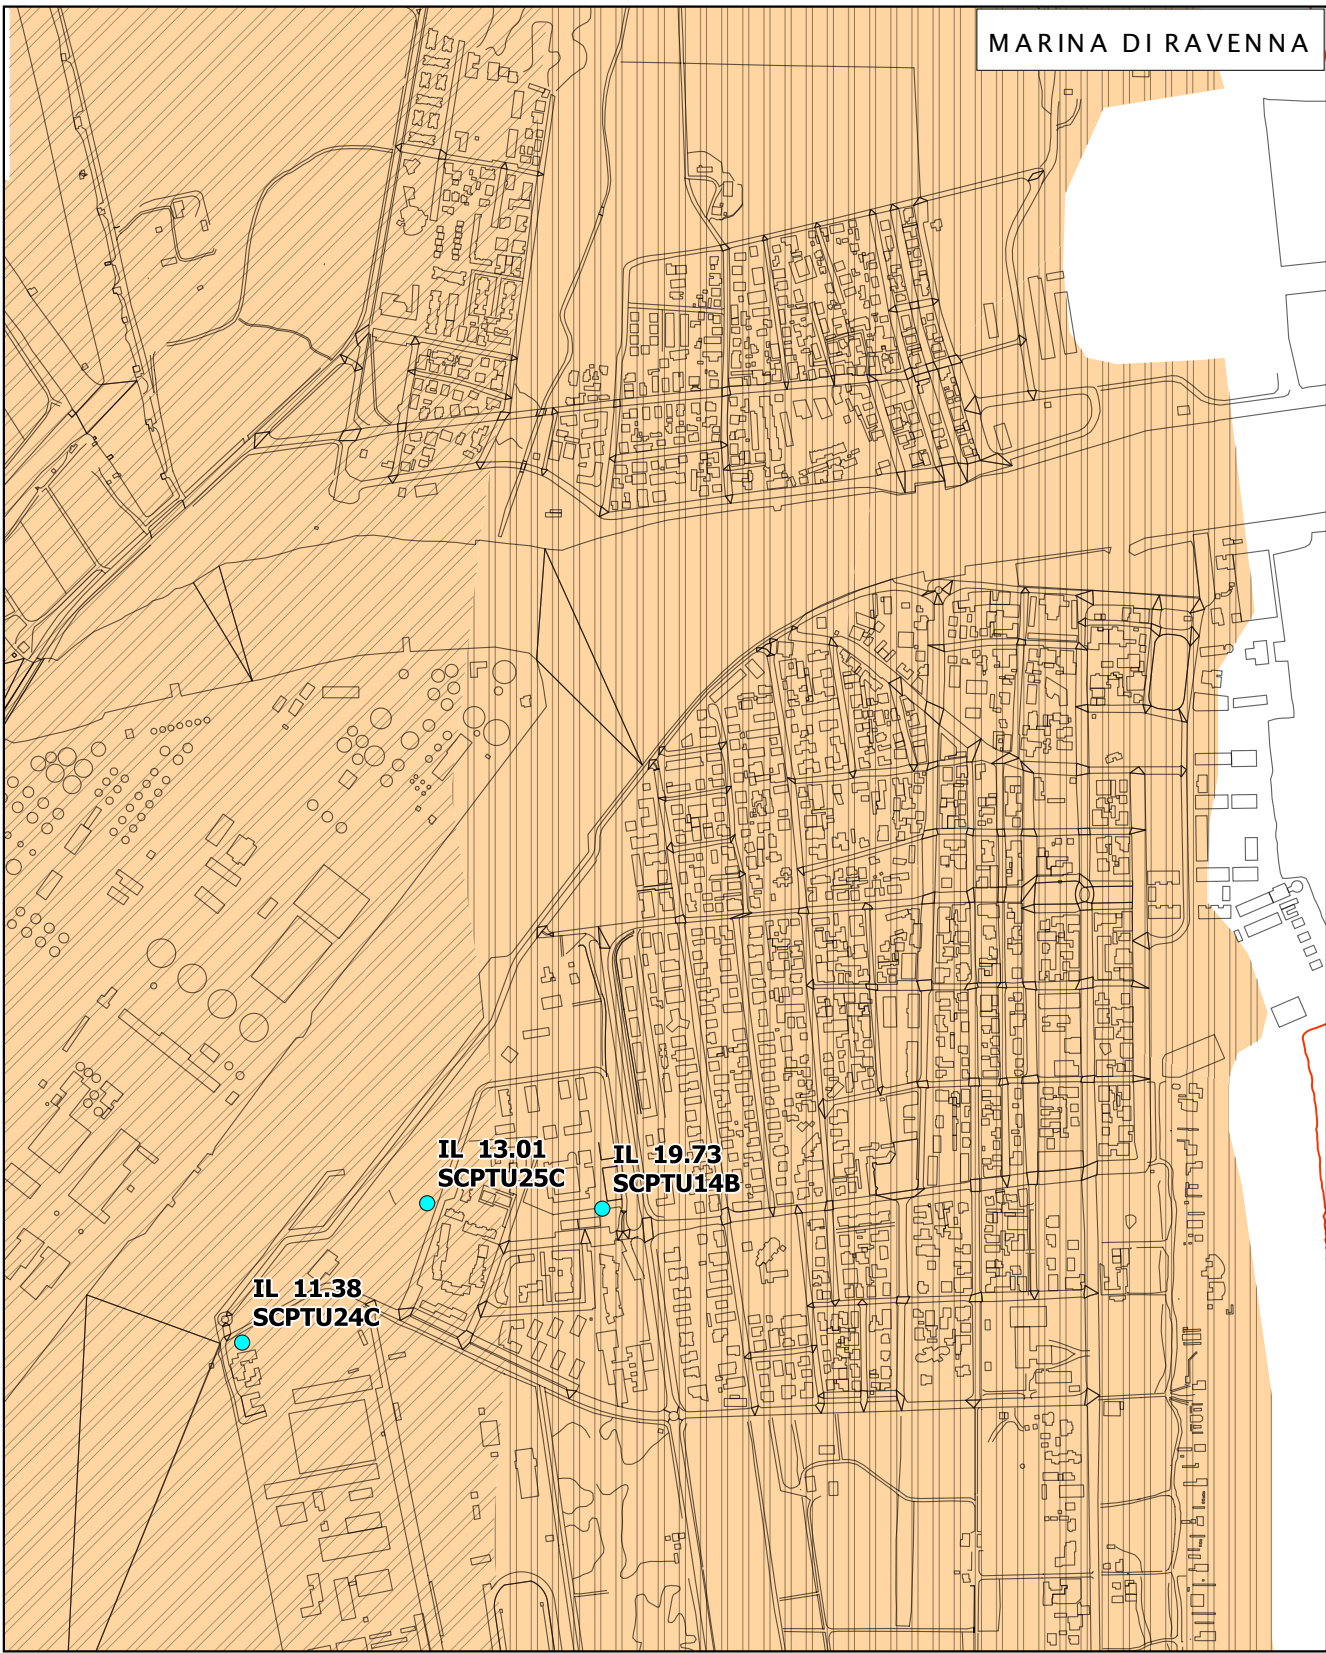 MARINA DI RAVENNA
IL 13.01
SCPTU25C
IL 19.73
SCPTU14B
IL 11.38
SCPTU24C